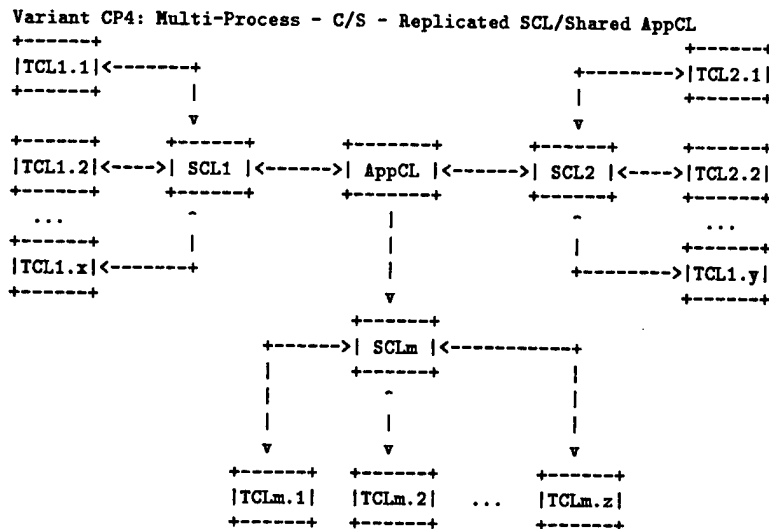 Variant CP4: Multi-Process - C/S - Replicated SCL/Shared AppCL
+------+                                              +------+
|TCL1.1|<-------+                            +-------->|TCL2.1|
+------+        |                            |        +------+
                v                            v
+------+     +------+       +-------+      +------+     +------+
|TCL1.2|<---->| SCL1 |<------>| AppCL |<------>| SCL2 |<---->|TCL2.2|
+------+     +------+       +-------+      +------+     +------+
  ...           ^               |             ^          ...
+------+        |               |             |        +------+
|TCL1.x|<-------+               |             +-------->|TCL1.y|
+------+                        v                      +------+
                            +------+
                    +------>| SCLm |<----------+
                    |       +------+           |
                    |          ^               |
                    |          |               |
                    v          v               v
                +------+   +------+        +------+
                |TCLm.1|   |TCLm.2|   ...  |TCLm.z|
                +------+   +------+        +------+